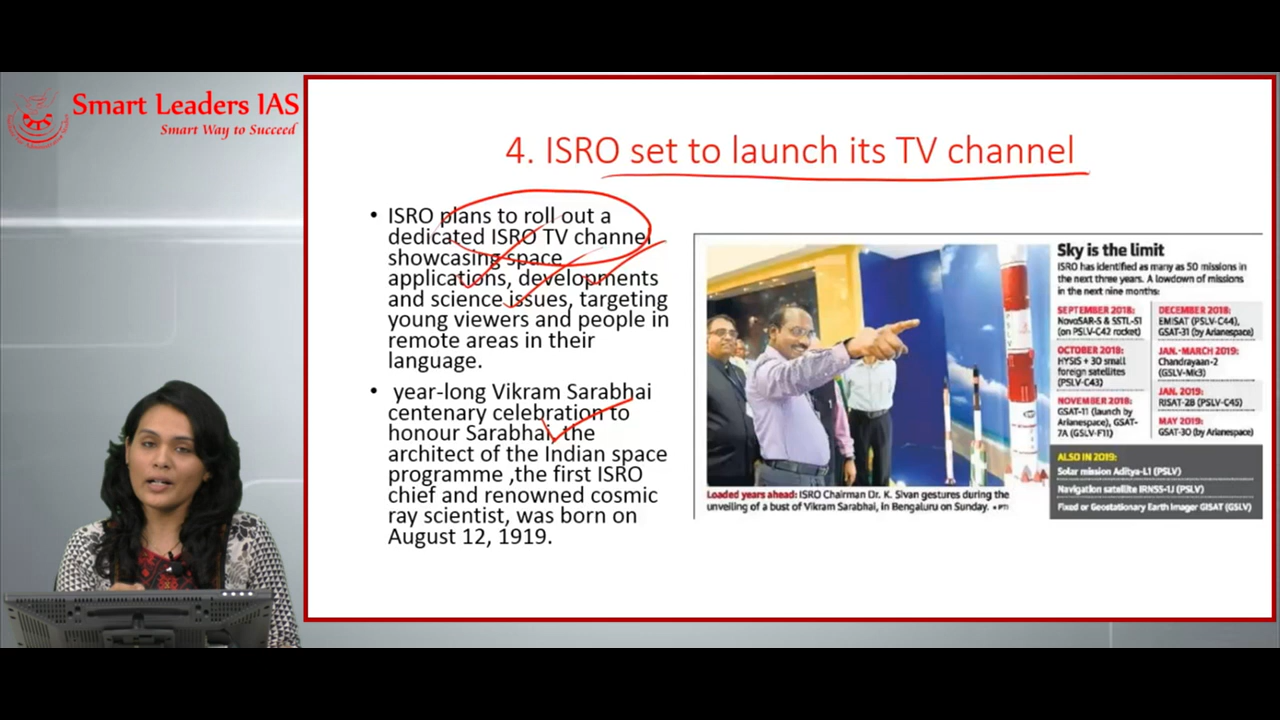 Smart Leaders IAS
Smart Way to Succeed
4. ISRO set to launch its TV channel
• ISRO plans to roll out a
dedicated ISRO TV channel
showcasing space
applications, developments
and science issues, targeting
young viewers and people in
remote areas in their
language.
• year-long Vikram Sarabhai
centenary celebration to
honour Sarabhai, the
architect of the Indian space
programme ,the first ISRO
chief and renowned cosmic
ray scientist, was born on
August 12, 1919.
Loaded years ahead: ISRO Chairman Dr. K. Sivan gestures during the
unveiling of a bust of Vikram Sarabhai, in Bengaluru on Sunday. • PTI
Sky is the limit
ISRO has identified as many as 50 missions in
the next three years. A lowdown of missions
in the next nine months:
SEPTEMBER 2018:
NovaSAR-S & SSTL-S1
(on PSLV-C42 rocket)
OCTOBER 2018:
HYSIS + 30 small
foreign satellites
(PSLV-C43)
NOVEMBER 2018:
GSAT-11 (launch by
Arianespace), GSAT-
7A (GSLV-F11)
DECEMBER 2018:
EMISAT (PSLV-C44),
GSAT-31 (by Arianespace)
JAN.-MARCH 2019:
Chandrayaan-2
(GSLV-Mk3)
JAN. 2019:
RISAT-2B (PSLV-C45)
MAY 2019:
GSAT-30 (by Arianespace)
ALSO IN 2019:
Solar mission Aditya-L1 (PSLV)
Navigation satellite IRNSS-1J (PSLV)
Fixed or Geostationary Earth Imager GISAT (GSLV)